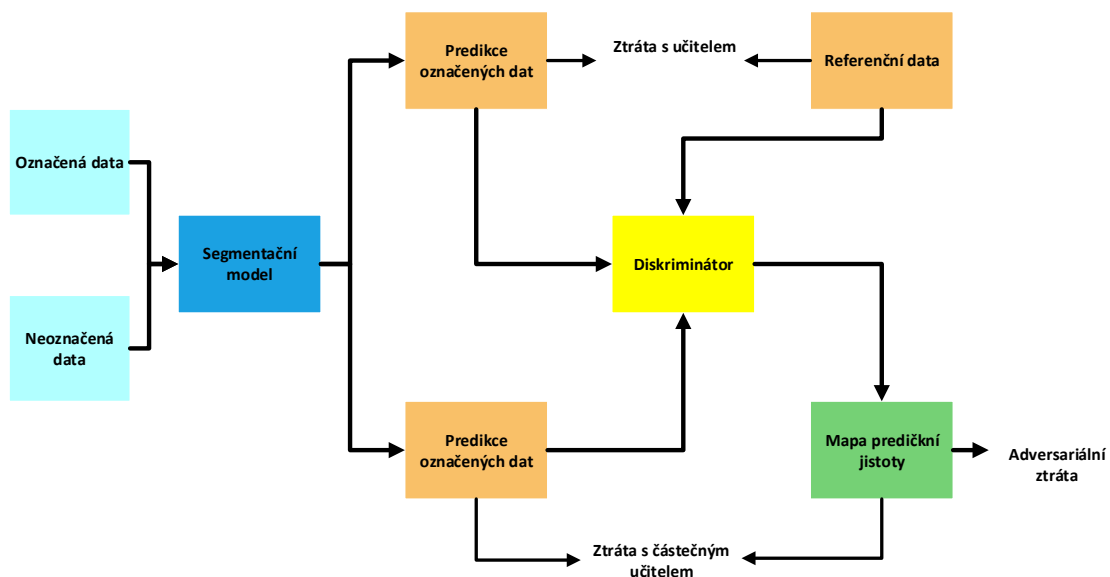 Predikce
označených dat
Ztráta s učitelem
Referenční data
Označená data
Segmentační
model
Diskriminátor
Neoznačená
data
Predikce
označených dat
Mapa predičkní
jistoty
Adversariální
ztráta
Ztráta s částečným
učitelem